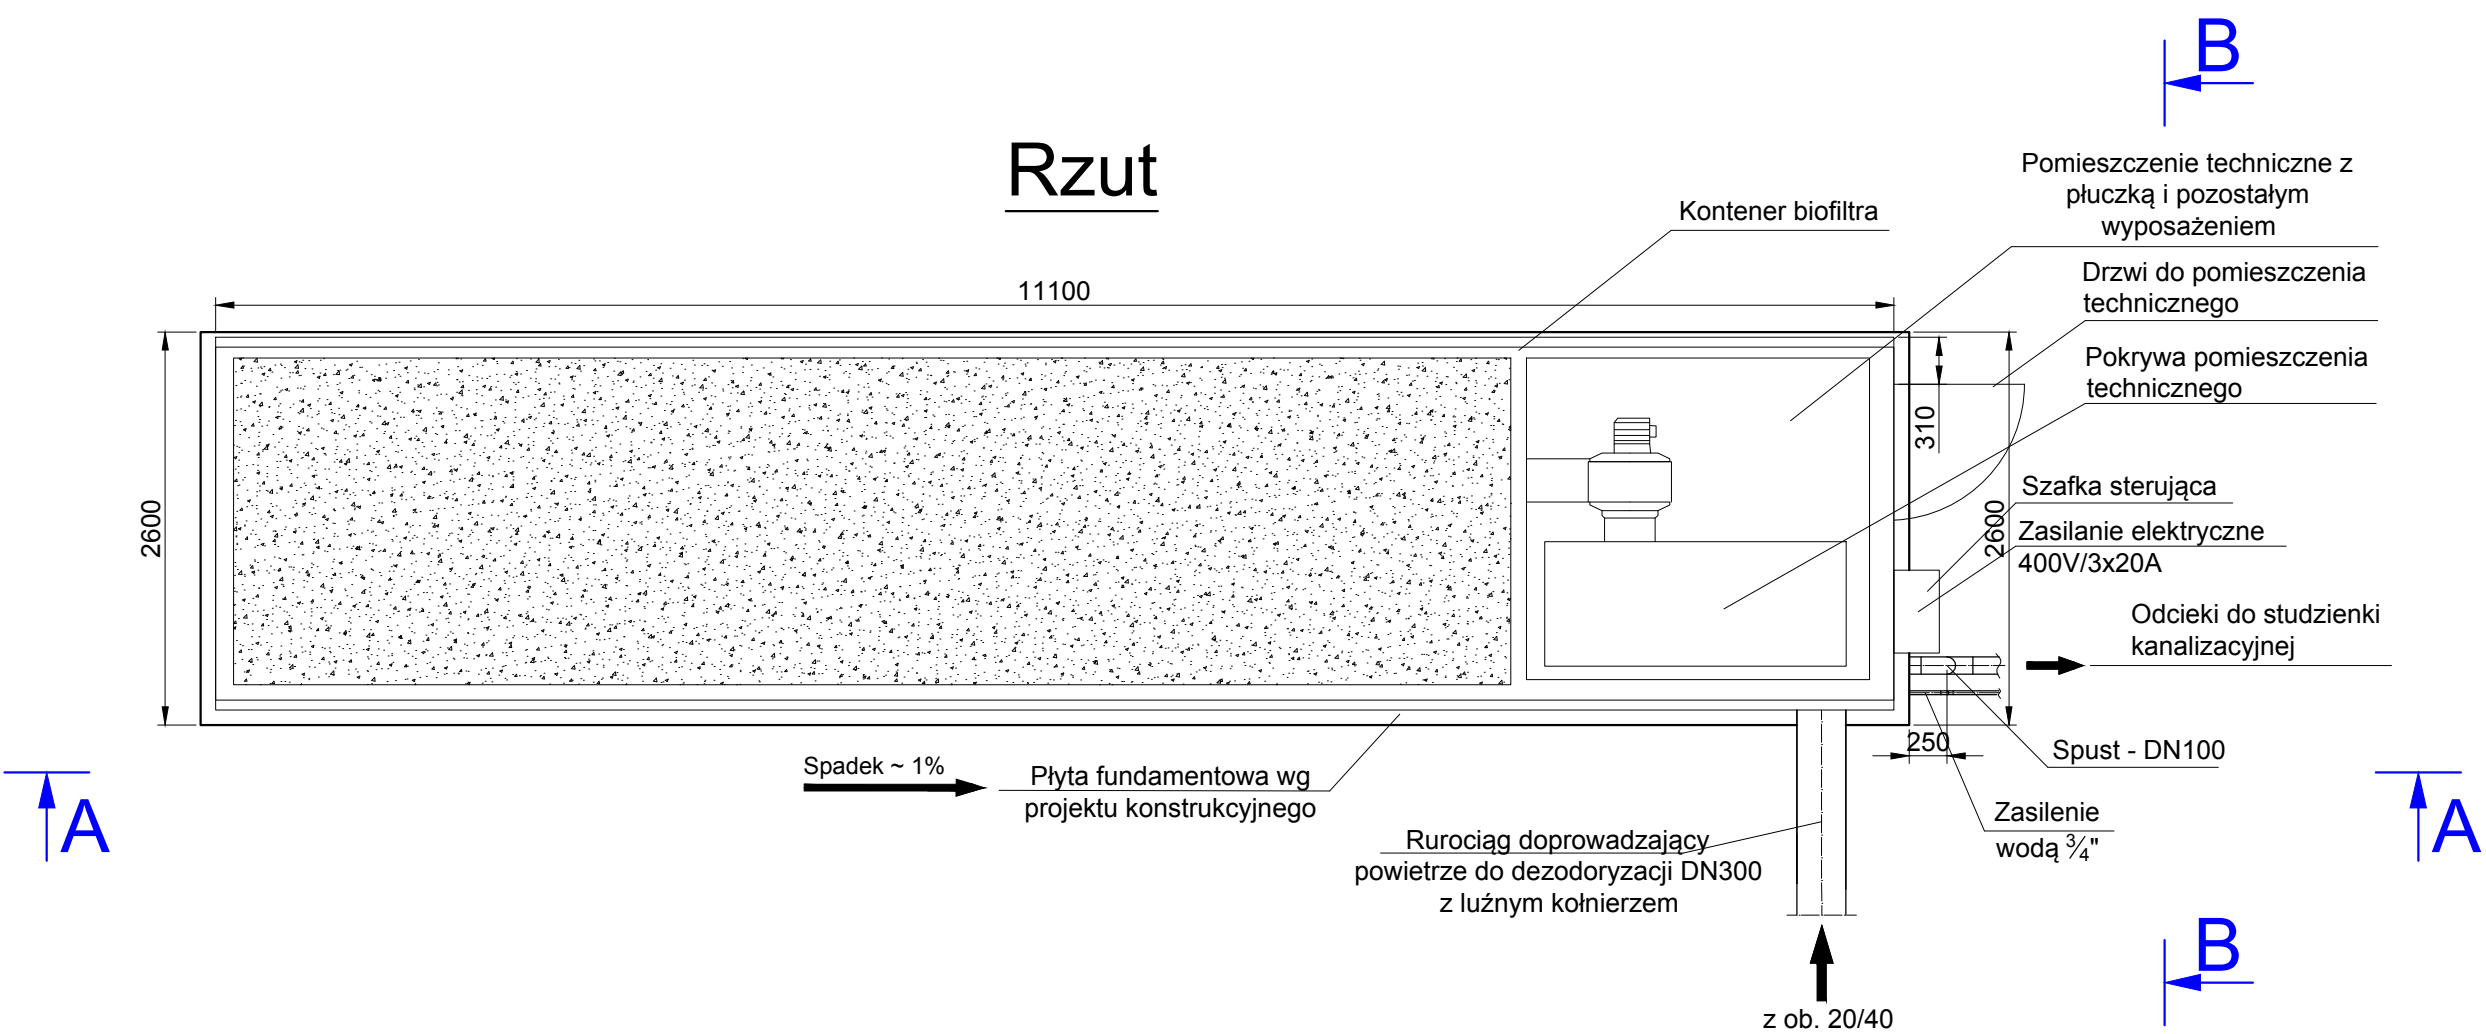 B
Rzut
Pomieszczenie techniczne z
płuczką i pozostałym
wyposażeniem
Kontener biofiltra
Drzwi do pomieszczenia
technicznego
11100
Pokrywa pomieszczenia
technicznego
310
2600
Szafka sterująca
2600
Zasilanie elektryczne
400V/3x20A
Odcieki do studzienki
kanalizacyjnej
250
Spust - DN100
Spadek ~ 1%
Płyta fundamentowa wg
projektu konstrukcyjnego
A
A
Zasilenie
wodą ¾"
Rurociąg doprowadzający
powietrze do dezodoryzacji DN300
z luźnym kołnierzem
B
z ob. 20/40